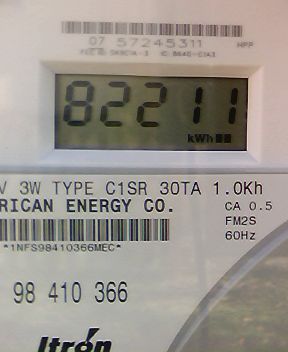 07 57245311
82211
kWh
V 3W TYPE C1SR 30TA 1.0Kh
RICAN ENERGY CO.
CA 0.5
FM2S
60Hz
*1NFS98410366MEC*
98 410 366
Itrón